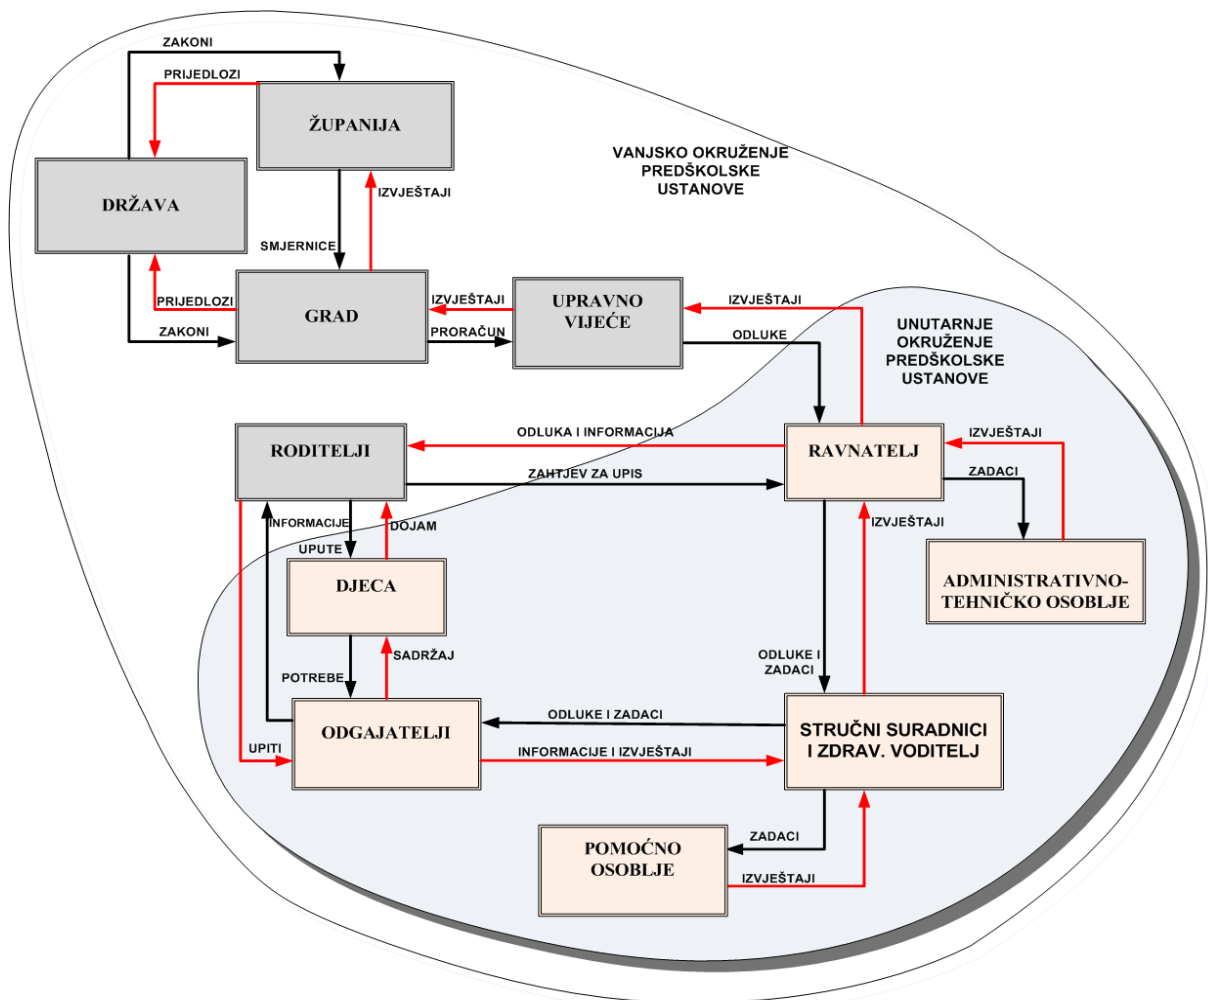 ZAKONI
PRIJEDLOZI
ŽUPANIJA
VANJSKO OKRUŽENJE
PREDŠKOLSKE
USTANOVE
IZVJEŠTAJI
DRŽAVA
SMJERNICE
PRIJEDLOZI
ZAKONI
GRAD
IZVJEŠTAJI
PRORAČUN
UPRAVNO
VIJEĆE
IZVJEŠTAJI
ODLUKE
UNUTARNJE
OKRUŽENJE
PREDŠKOLSKE
USTANOVE
RODITELJI
ODLUKA I INFORMACIJA
ZAHTJEV ZA UPIS
RAVNATELJ
IZVJEŠTAJI
ZADACI
INFORMACIJE
UPUTE
DOJAM
IZVJEŠTAJI
DJECA
ADMINISTRATIVNO-
TEHNIČKO OSOBLJE
POTREBE
SADRŽAJ
ODLUKE I
ZADACI
ODGAJATELJI
UPITI
ODLUKE I ZADACI
INFORMACIJE I IZVJEŠTAJI
STRUČNI SURADNICI
I ZDRAV. VODITELJ
POMOĆNO
OSOBLJE
ZADACI
IZVJEŠTAJI